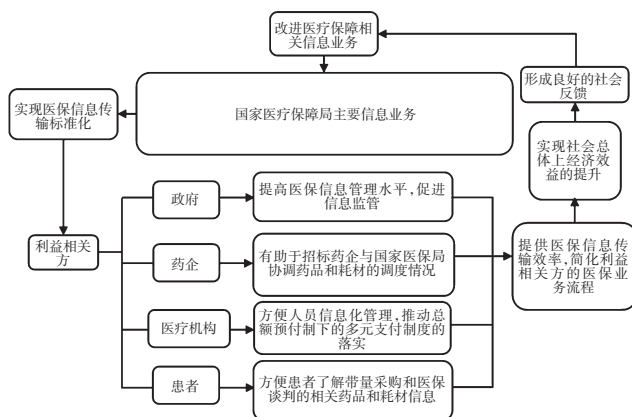 改进医疗保障相
关信息业务
国家医疗保障局主要信息业务
实现医保信息传
输标准化
利益相关
方
政府
提高医保信息管理水平,促进
信息监管
药企
有助于招标药企与国家医保局
协调药品和耗材的调度情况
医疗机构
方便人员信息化管理,推动总
额预付制下的多元支付制度的
落实
患者
方便患者了解带量采购和医保
谈判的相关药品和耗材信息
提供医保信息传
输效率,简化利益
相关方的医保业
务流程
实现社会总
体上经济效
益的提升
形成良好的社会
反馈